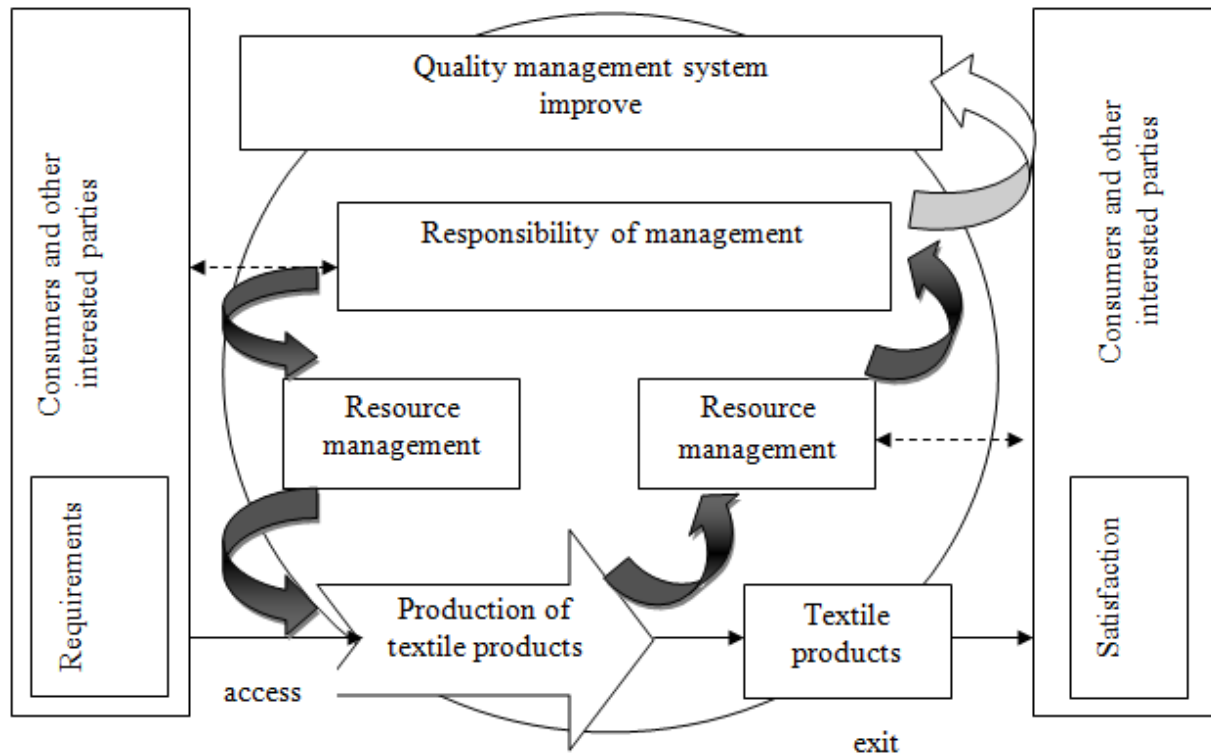 Consumers and other
interested parties
Requirements
Quality management system
improve
Responsibility of management
Resource
management
Resource
management
Production of
textile products
access
Textile
products
exit
Consumers and other
interested parties
Satisfaction